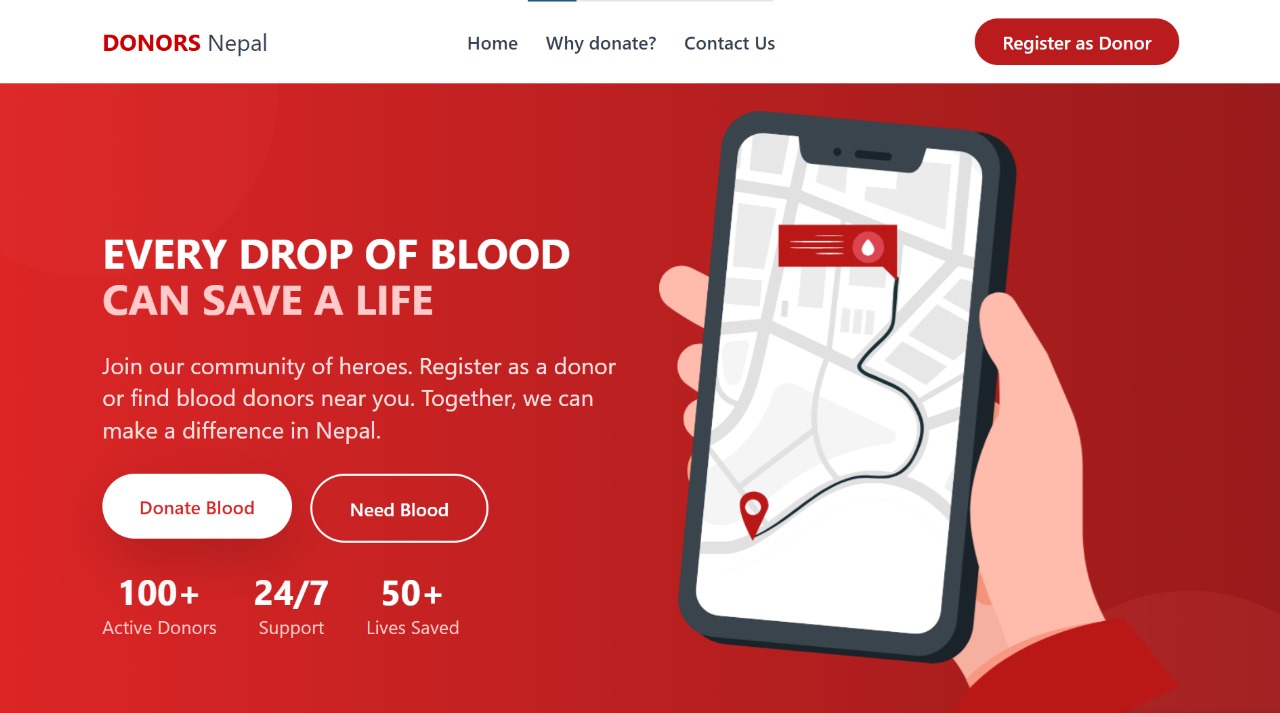 DONORS Nepal
Home
Why donate?
Contact Us
Register as Donor
EVERY DROP OF BLOOD
CAN SAVE A LIFE
Join our community of heroes. Register as a donor
or find blood donors near you. Together, we can
make a difference in Nepal.
Donate Blood
Need Blood
100+
Active Donors
24/7
Support
50+
Lives Saved